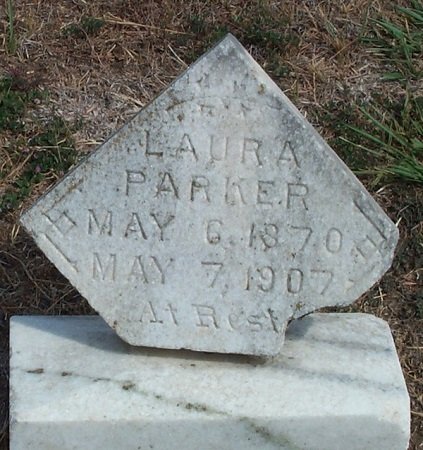 LAURA
PARKER
MAY 6, 1870
MAY 7, 1907
At Rest